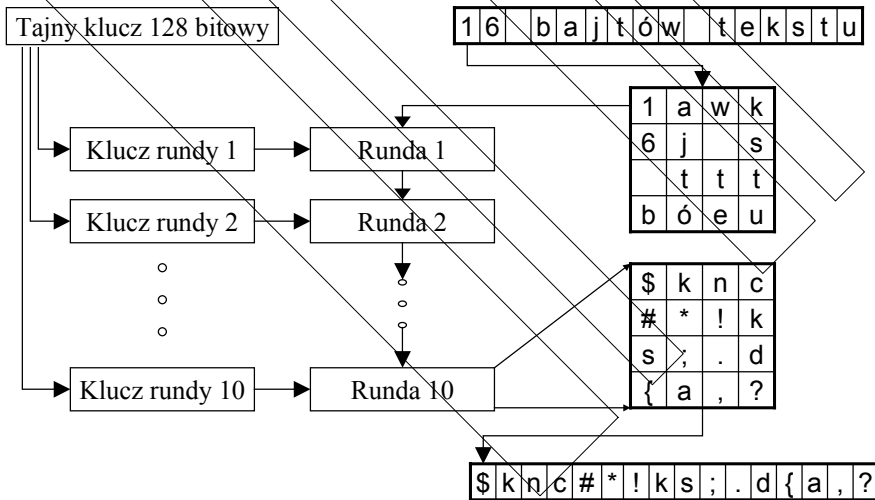 Tajny klucz 128 bitowy
16 bajtów tekstu
1 a w k
6 j s
t t t
b ó e u
Klucz rundy 1
Runda 1
Klucz rundy 2
Runda 2
$ k n c
# * ! k
s ; . d
{ a , ?
Klucz rundy 10
Runda 10
$knc#*!ks;.d{a,?